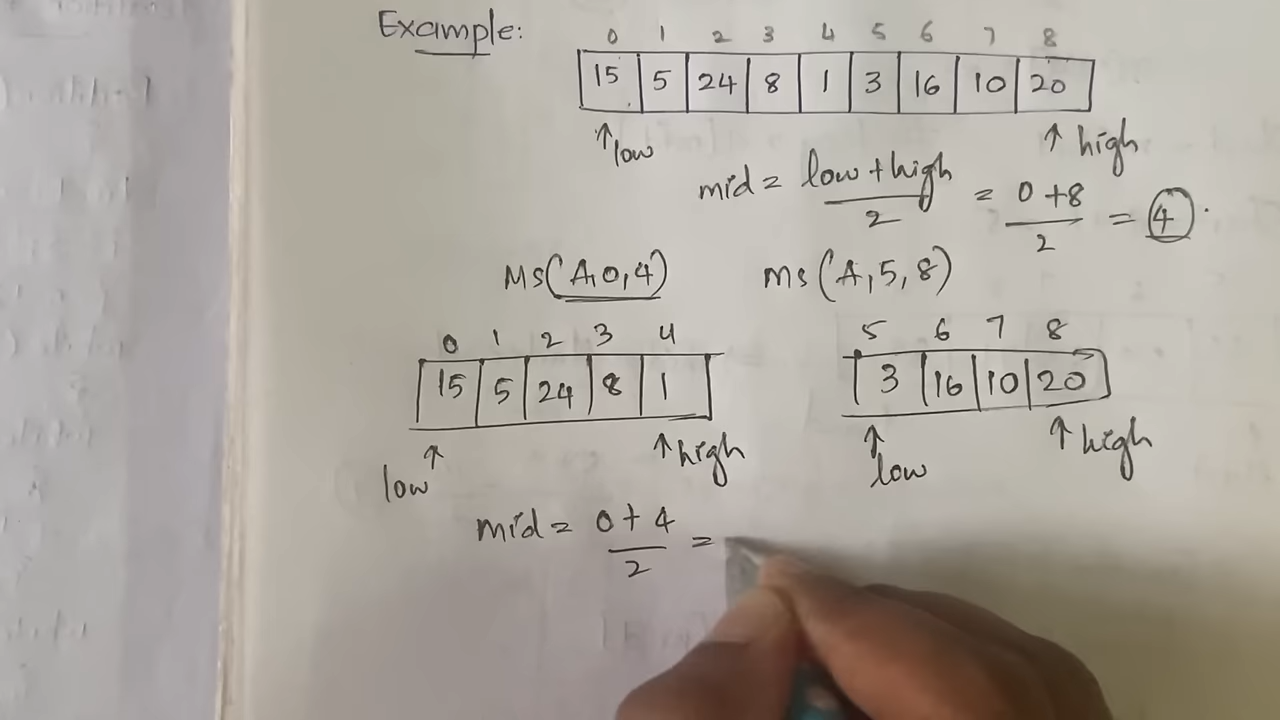 Example:
0 1 2 3 4 5 6 7 8
15 5 24 8 1 3 16 10 20
↑low ↑high
mid = low + high / 2 = 0 + 8 / 2 = 4.
MS(A,0,4) ms(A,5,8)
0 1 2 3 4 5 6 7 8
15 5 24 8 1 3 16 10 20
low↑ ↑high ↑low ↑high
mid = 0 + 4 / 2 =